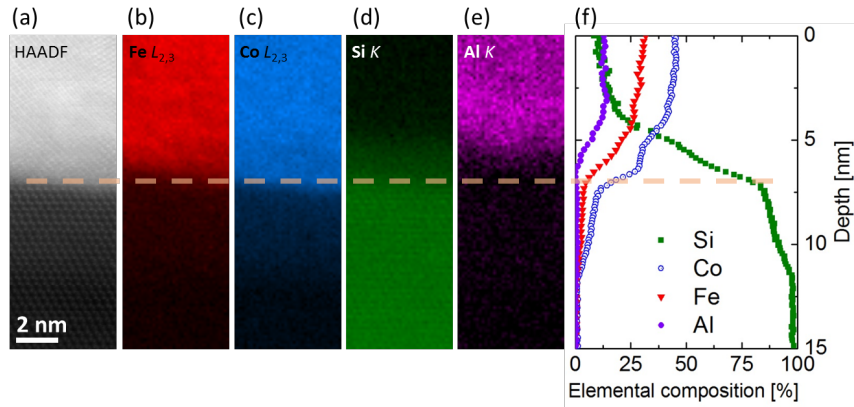 (a) (b) (c) (d) (e) (f)
HAADF Fe L2,3 Co L2,3 Si K Al K
2 nm
0
5
10
15
Depth [nm]
Si
Co
Fe
Al
0 25 50 75 100
Elemental composition [%]